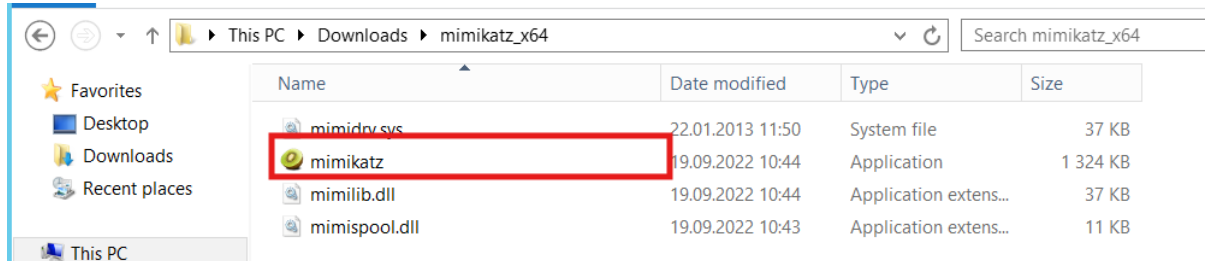 This PC Downloads mimikatz_x64 Search mimikatz_x64
Favorites
Desktop
Downloads
Recent places
This PC
Name Date modified Type Size
mimidrv.sys 22.01.2013 11:50 System file 37 KB
mimikatz 19.09.2022 10:44 Application 1 324 KB
mimilib.dll 19.09.2022 10:44 Application extens... 37 KB
mimispool.dll 19.09.2022 10:43 Application extens... 11 KB